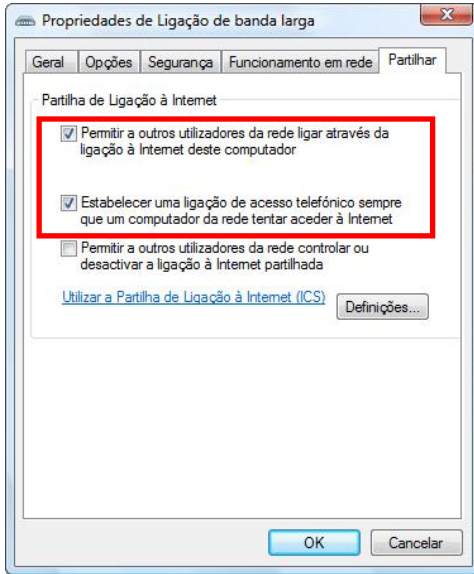 Propriedades de Ligação de banda larga
Geral Opções Segurança Funcionamento em rede Partilhar
Partilha de Ligação à Internet
Permitir a outros utilizadores da rede ligar através da
ligação à Internet deste computador
Estabelecer uma ligação de acesso telefónico sempre
que um computador da rede tentar aceder à Internet
Permitir a outros utilizadores da rede controlar ou
desactivar a ligação à Internet partilhada
Utilizar a Partilha de Ligação à Internet (ICS) Definições...
OK Cancelar